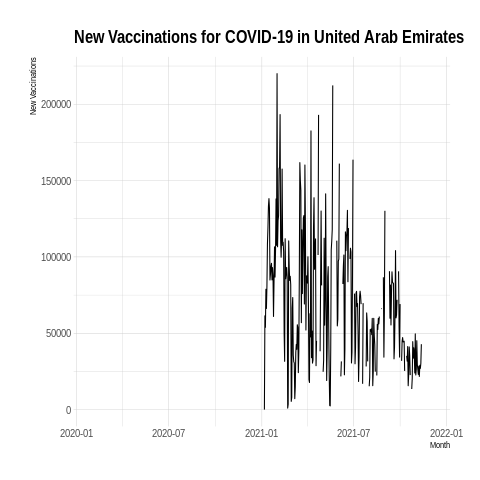 New Vaccinations for COVID-19 in United Arab Emirates
New Vaccinations
200000
150000
100000
50000
0
2020-01 2020-07 2021-01 2021-07 2022-01
Month